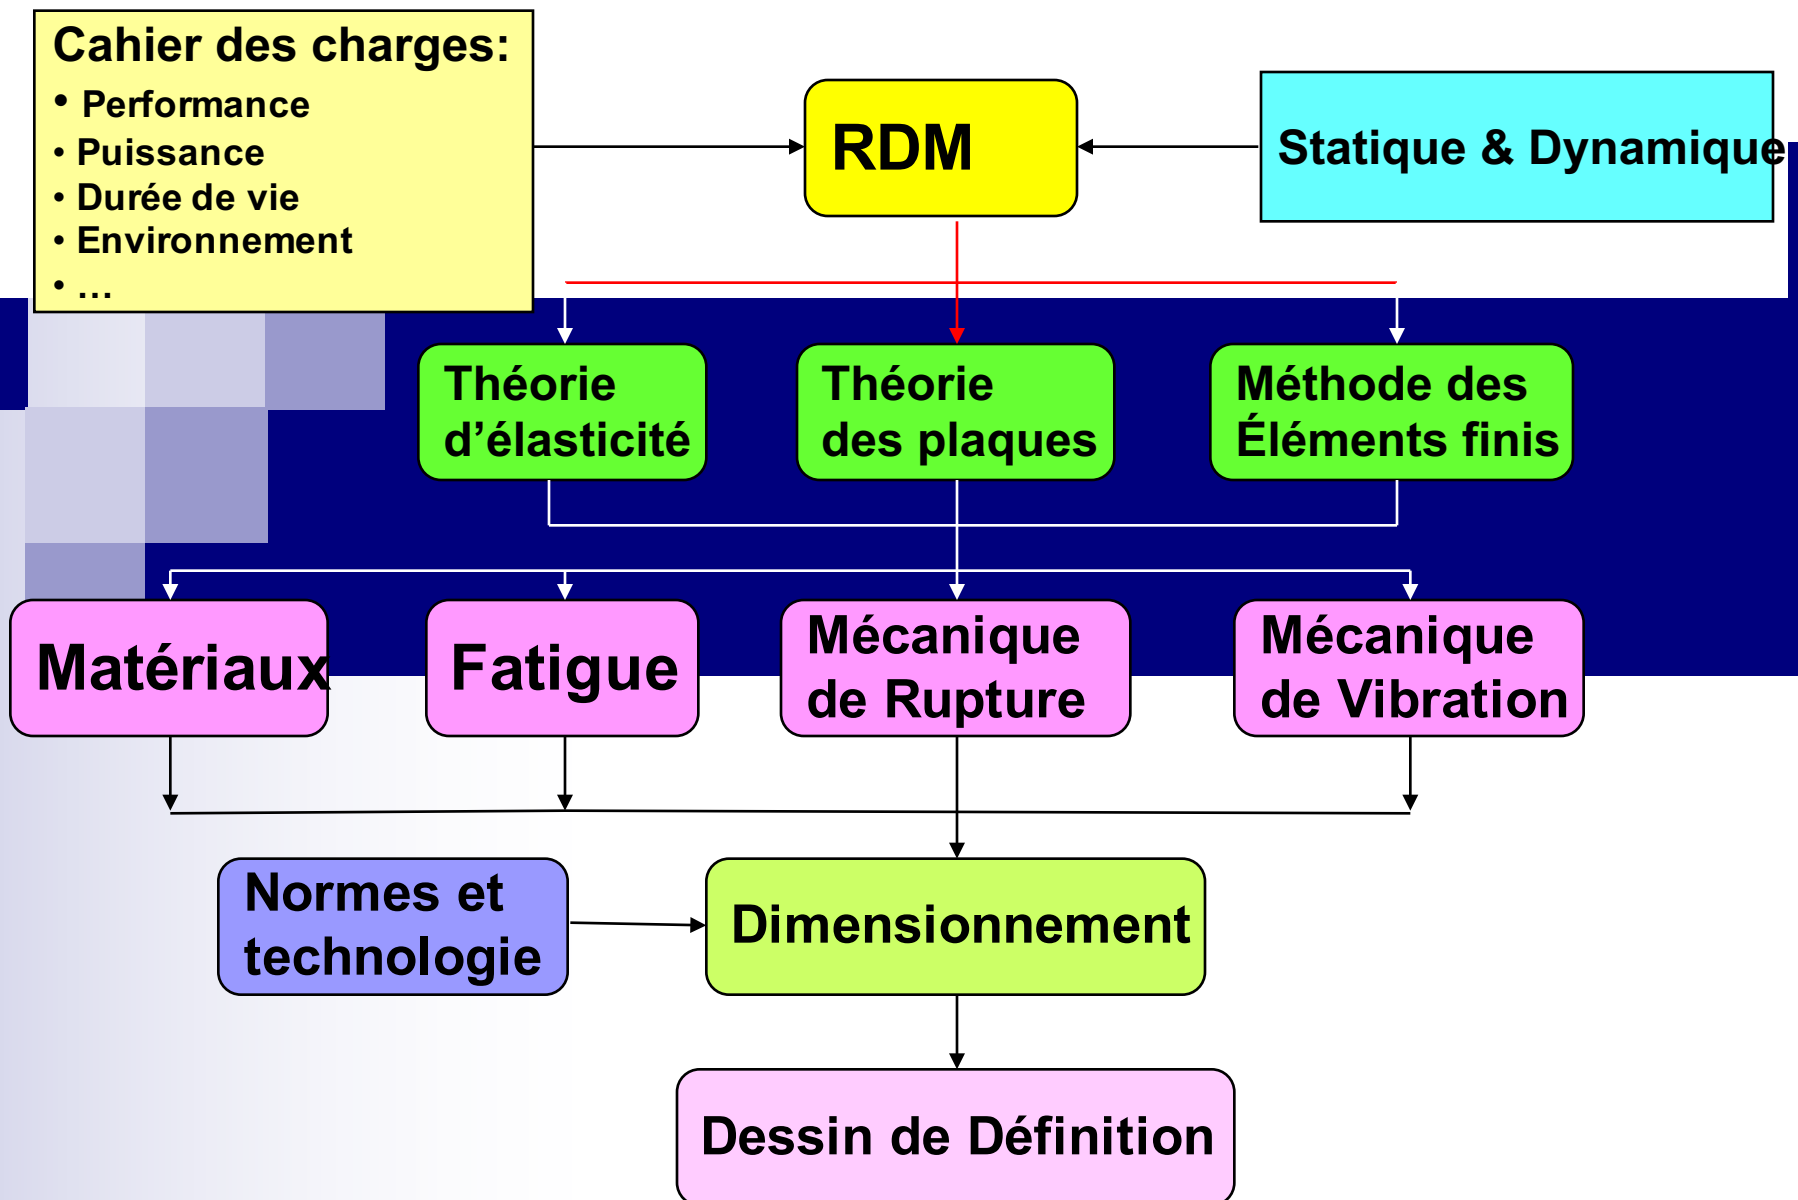 Cahier des charges:
• Performance
• Puissance
• Durée de vie
• Environnement
• …
RDM
Statique & Dynamique
Théorie
d’élasticité
Théorie
des plaques
Méthode des
Éléments finis
Matériaux
Fatigue
Mécanique
de Rupture
Mécanique
de Vibration
Normes et
technologie
Dimensionnement
Dessin de Définition